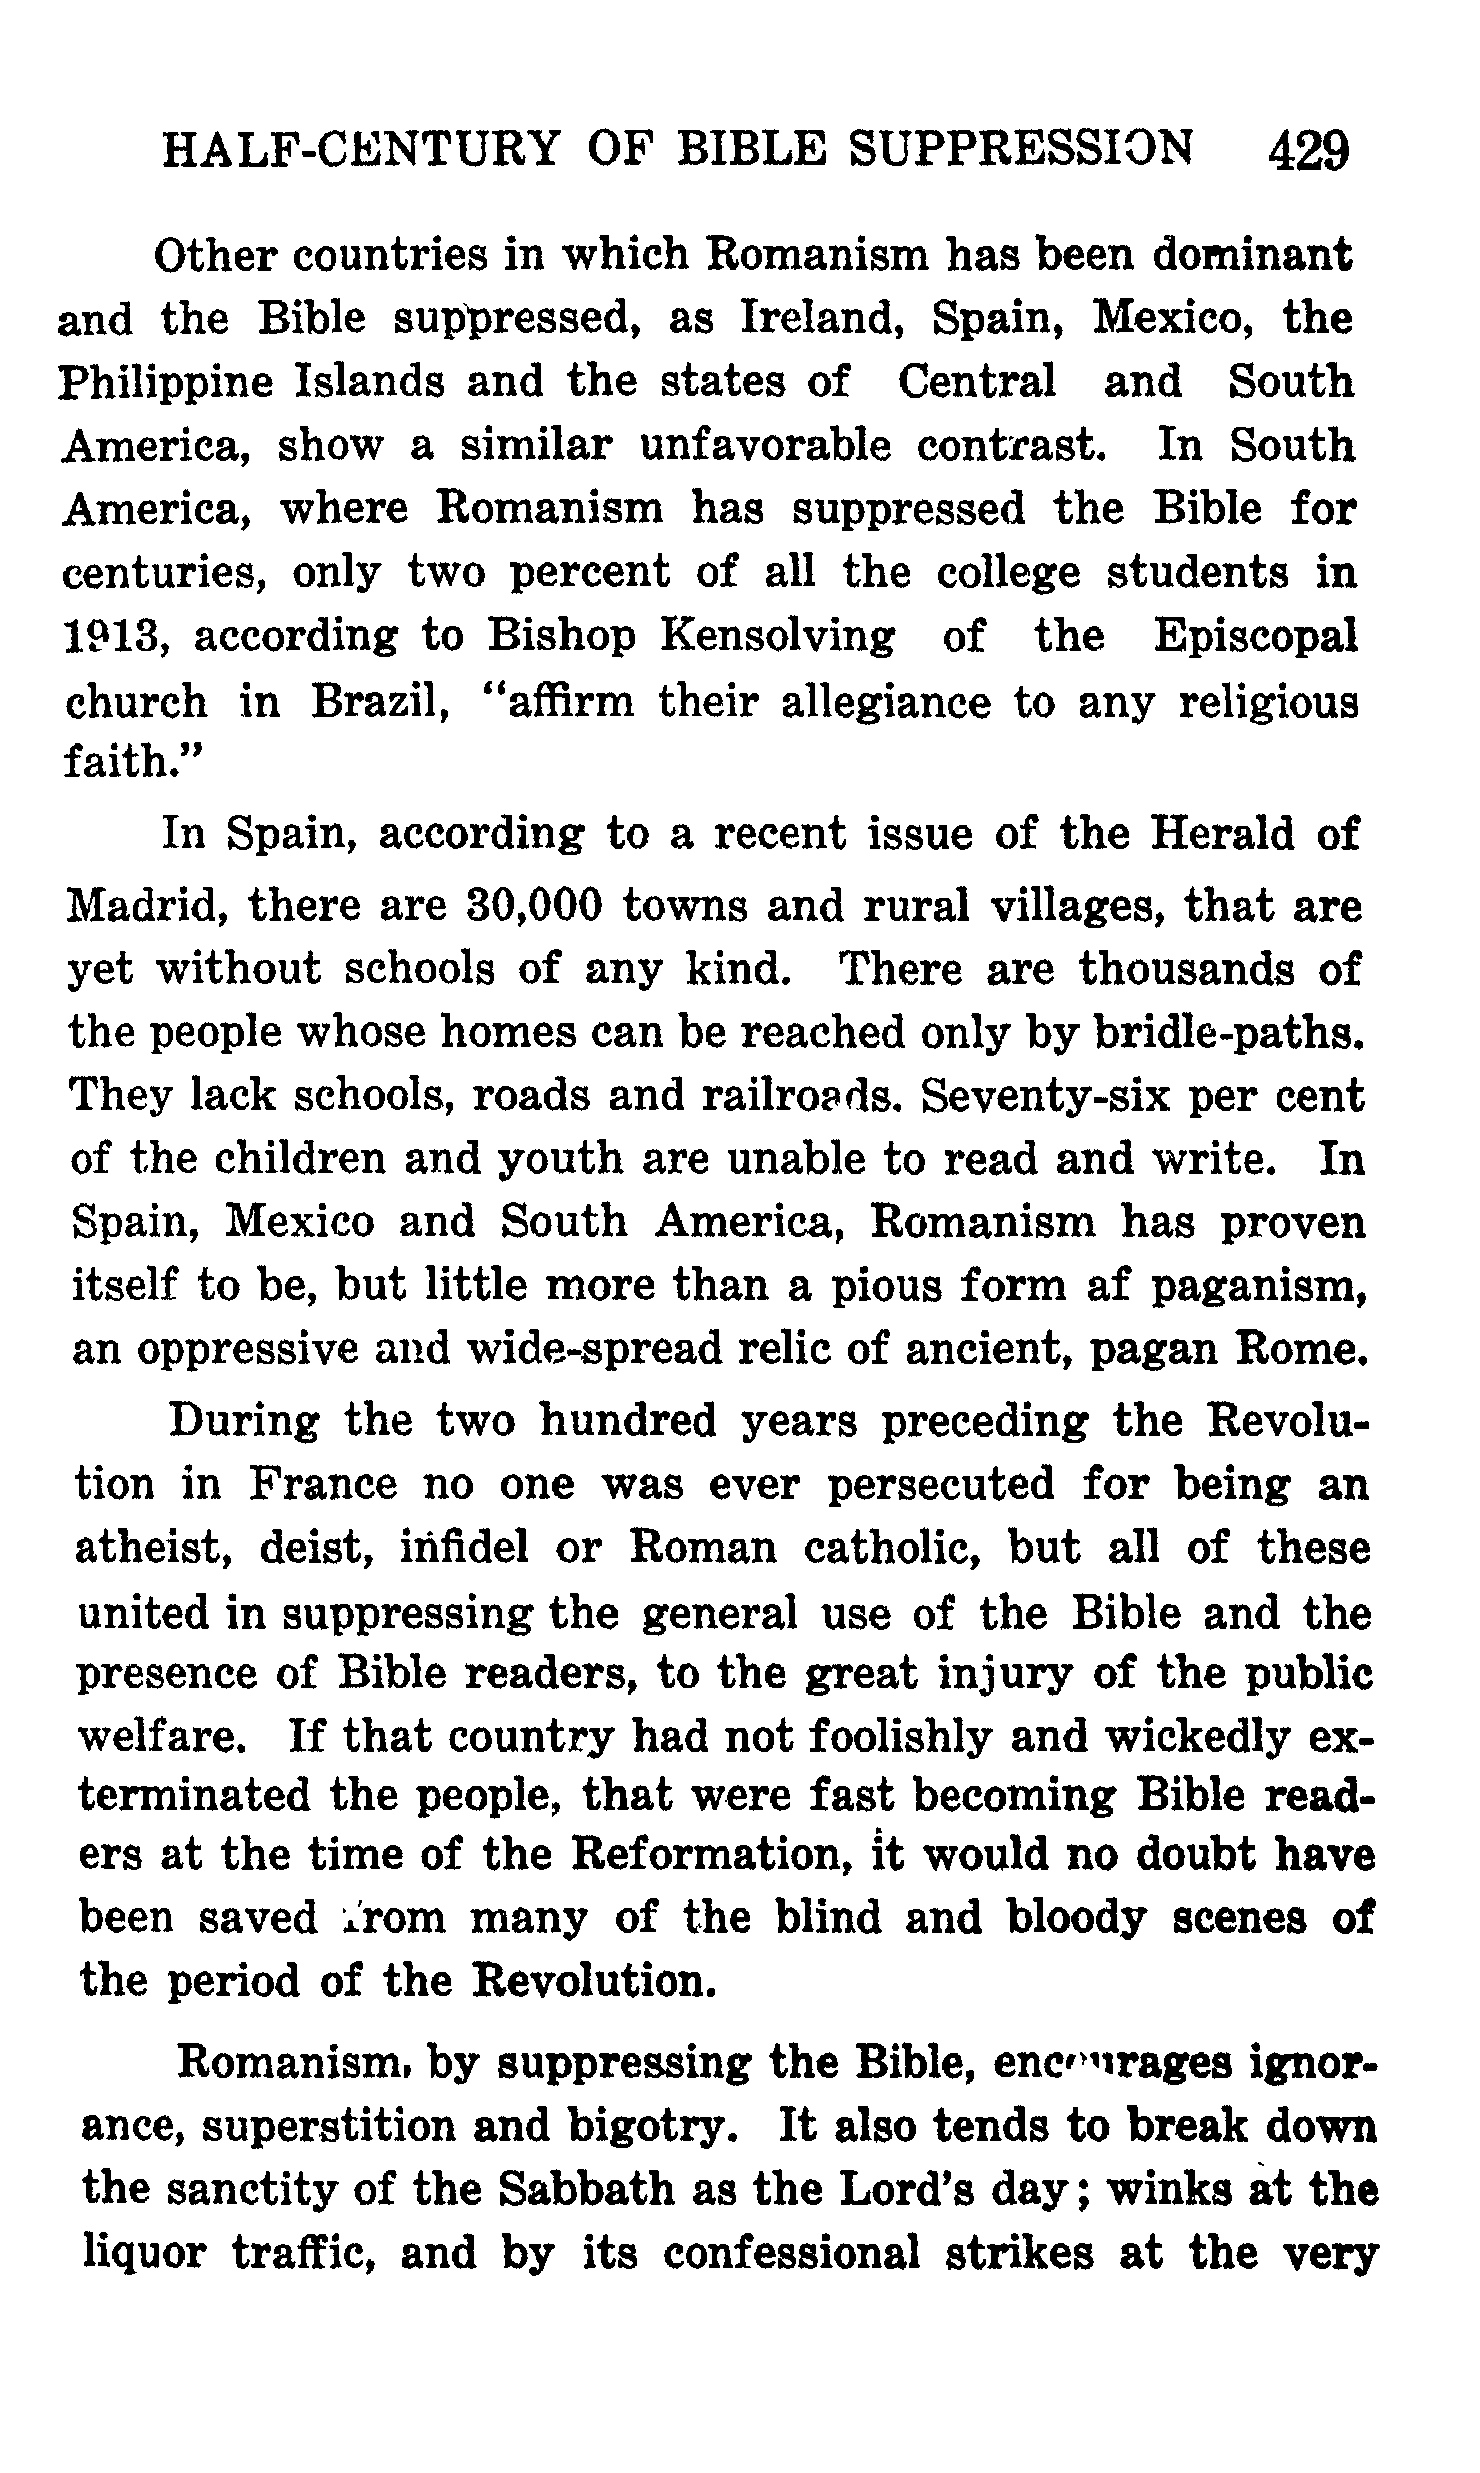 HALF-CENTURY OF BIBLE SUPPRESSION 429
Other countries in which Romanism has been dominant
and the Bible suppressed, as Ireland, Spain, Mexico, the
Philippine Islands and the states of Central and South
America, show a similar unfavorable contrast. In South
America, where Romanism has suppressed the Bible for
centuries, only two percent of all the college students in
1913, according to Bishop Kensolving of the Episcopal
church in Brazil, "affirm their allegiance to any religious
faith."
In Spain, according to a recent issue of the Herald of
Madrid, there are 30,000 towns and rural villages, that are
yet without schools of any kind. There are thousands of
the people whose homes can be reached only by bridle-paths.
They lack schools, roads and railroads. Seventy-six per cent
of the children and youth are unable to read and write. In
Spain, Mexico and South America, Romanism has proven
itself to be, but little more than a pious form af paganism,
an oppressive and wide-spread relic of ancient, pagan Rome.
During the two hundred years preceding the Revolu-
tion in France no one was ever persecuted for being an
atheist, deist, infidel or Roman catholic, but all of these
united in suppressing the general use of the Bible and the
presence of Bible readers, to the great injury of the public
welfare. If that country had not foolishly and wickedly ex-
terminated the people, that were fast becoming Bible read-
ers at the time of the Reformation, it would no doubt have
been saved from many of the blind and bloody scenes of
the period of the Revolution.
Romanism, by suppressing the Bible, encourages ignor-
ance, superstition and bigotry. It also tends to break down
the sanctity of the Sabbath as the Lord's day; winks at the
liquor traffic, and by its confessional strikes at the very